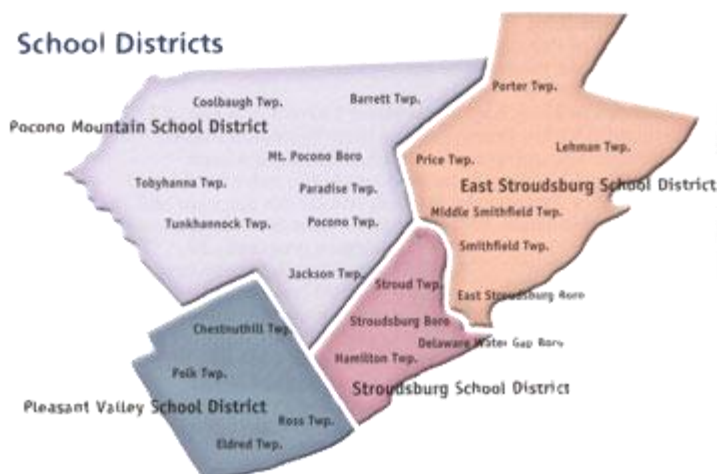 School Districts
Porter Twp.
Coolbaugh Twp.
Barrett Twp.
Pocono Mountain School District
Lehman Twp.
Mt. Pocono Boro
Price Twp.
Tobyhanna Twp.
Paradise Twp.
East Stroudsburg School District
Middle Smithfield Twp.
Tunkhannock Twp.
Pocono Twp.
Smithfield Twp.
Jackson Twp.
Stroud Twp.
East Stroudsburg Boro
Stroudsburg Boro
Chestnuthill Twp.
Delaware Water Gap Boro
Hamilton Twp.
Polk Twp.
Stroudsburg School District
Pleasant Valley School District
Ross Twp.
Eldred Twp.